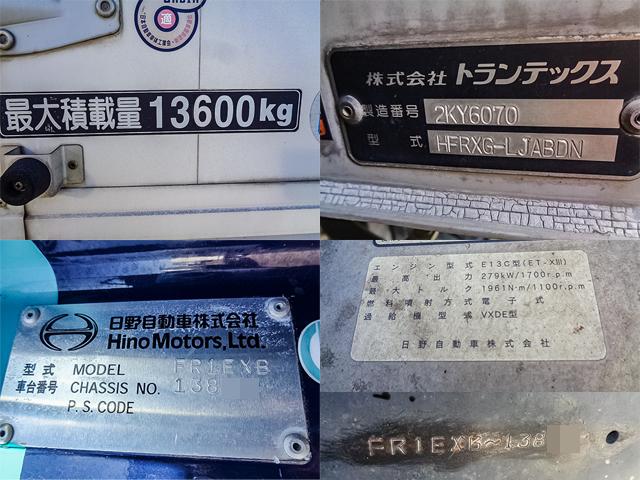 適
最大積載量 13600kg
株式会社 トランテックス
製造番号 2KY6070
型式 HFRXG-LJABDN
日野自動車株式会社
Hino Motors, Ltd.
型式 MODEL FR1EXB
車台番号 CHASSIS NO. 138
P.S. CODE
エンジン型式 E13C型(ET-XIII)
最高出力 279kW/1700r.p.m
最大トルク 1961N·m/1100r.p.m
燃料噴射方式 電子式
過給機型式 VXDE型
日野自動車株式会社
FR1EXB~138